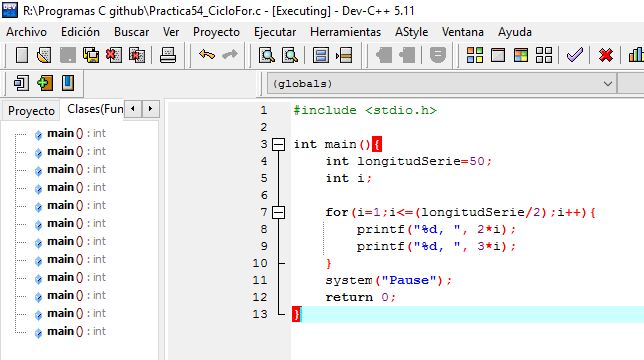 R:\Programas C github\Practica54_CicloFor.c - [Executing] - Dev-C++ 5.11
Archivo Edición Buscar Ver Proyecto Ejecutar Herramientas AStyle Ventana Ayuda
(globals)
Proyecto Clases(Fun
main() : int
main() : int
main() : int
main() : int
main() : int
main() : int
main() : int
main() : int
main() : int
main() : int
main() : int
main() : int
1 #include <stdio.h>
2
3 int main(){
4 int longitudSerie=50;
5 int i;
6
7 for(i=1;i<=(longitudSerie/2);i++){
8 printf("%d, ", 2*i);
9 printf("%d, ", 3*i);
10 }
11 system("Pause");
12 return 0;
13 }